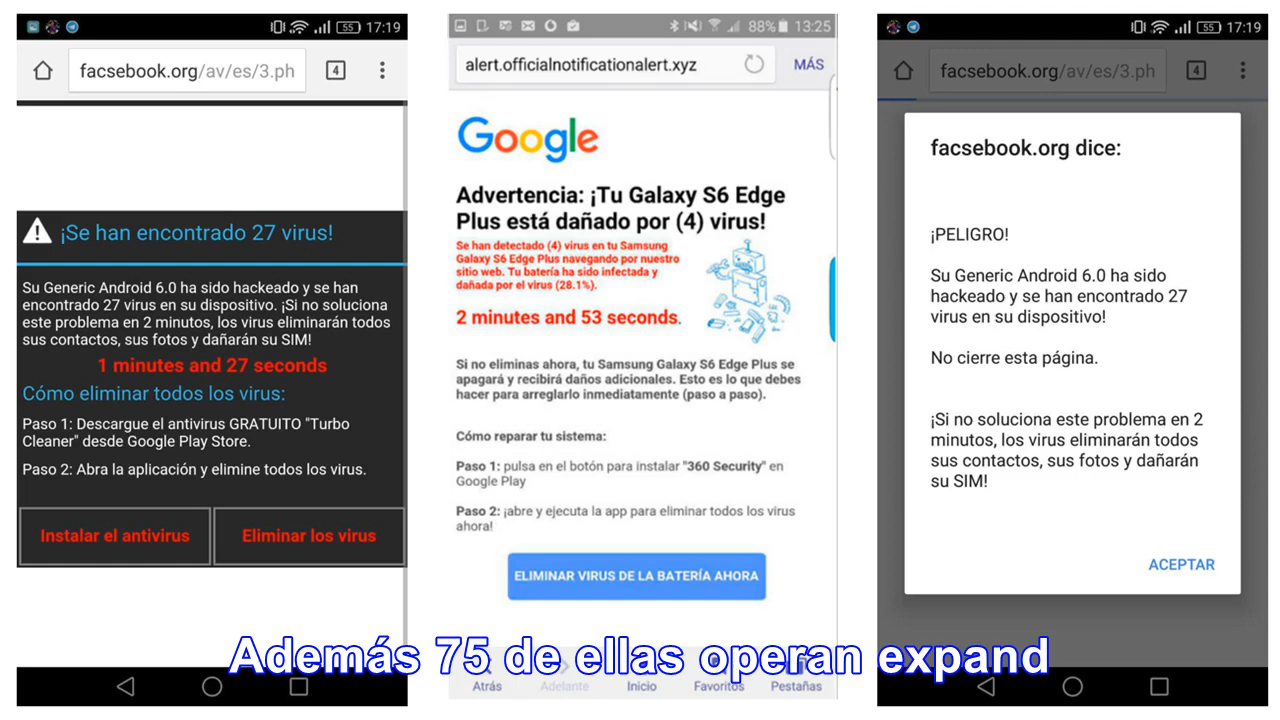 55 17:19
facsebook.org/av/es/3.ph
4
¡Se han encontrado 27 virus!
Su Generic Android 6.0 ha sido hackeado y se han
encontrado 27 virus en su dispositivo. ¡Si no soluciona
este problema en 2 minutos, los virus eliminarán todos
sus contactos, sus fotos y dañarán su SIM!
1 minutes and 27 seconds
Cómo eliminar todos los virus:
Paso 1: Descargue el antivirus GRATUITO "Turbo
Cleaner" desde Google Play Store.
Paso 2: Abra la aplicación y elimine todos los virus.
Instalar el antivirus
Eliminar los virus
88% 13:25
alert.officialnotificationalert.xyz
MÁS
Google
Advertencia: ¡Tu Galaxy S6 Edge
Plus está dañado por (4) virus!
Se han detectado (4) virus en tu Samsung
Galaxy S6 Edge Plus navegando por nuestro
sitio web. Tu batería ha sido infectada y
dañada por el virus (28.1%).
2 minutes and 53 seconds.
Si no eliminas ahora, tu Samsung Galaxy S6 Edge Plus se
apagará y recibirá daños adicionales. Esto es lo que debes
hacer para arreglarlo inmediatamente (paso a paso).
Cómo reparar tu sistema:
Paso 1: pulsa en el botón para instalar "360 Security" en
Google Play
Paso 2: ¡abre y ejecuta la app para eliminar todos los virus
ahora!
ELIMINAR VIRUS DE LA BATERÍA AHORA
Atrás
Adelante
Inicio
Favoritos
Pestañas
55 17:19
facsebook.org/av/es/3.ph
4
facsebook.org dice:
¡PELIGRO!
Su Generic Android 6.0 ha sido
hackeado y se han encontrado 27
virus en su dispositivo!
No cierre esta página.
¡Si no soluciona este problema en 2
minutos, los virus eliminarán todos
sus contactos, sus fotos y dañarán
su SIM!
ACEPTAR
Además 75 de ellas operan expand